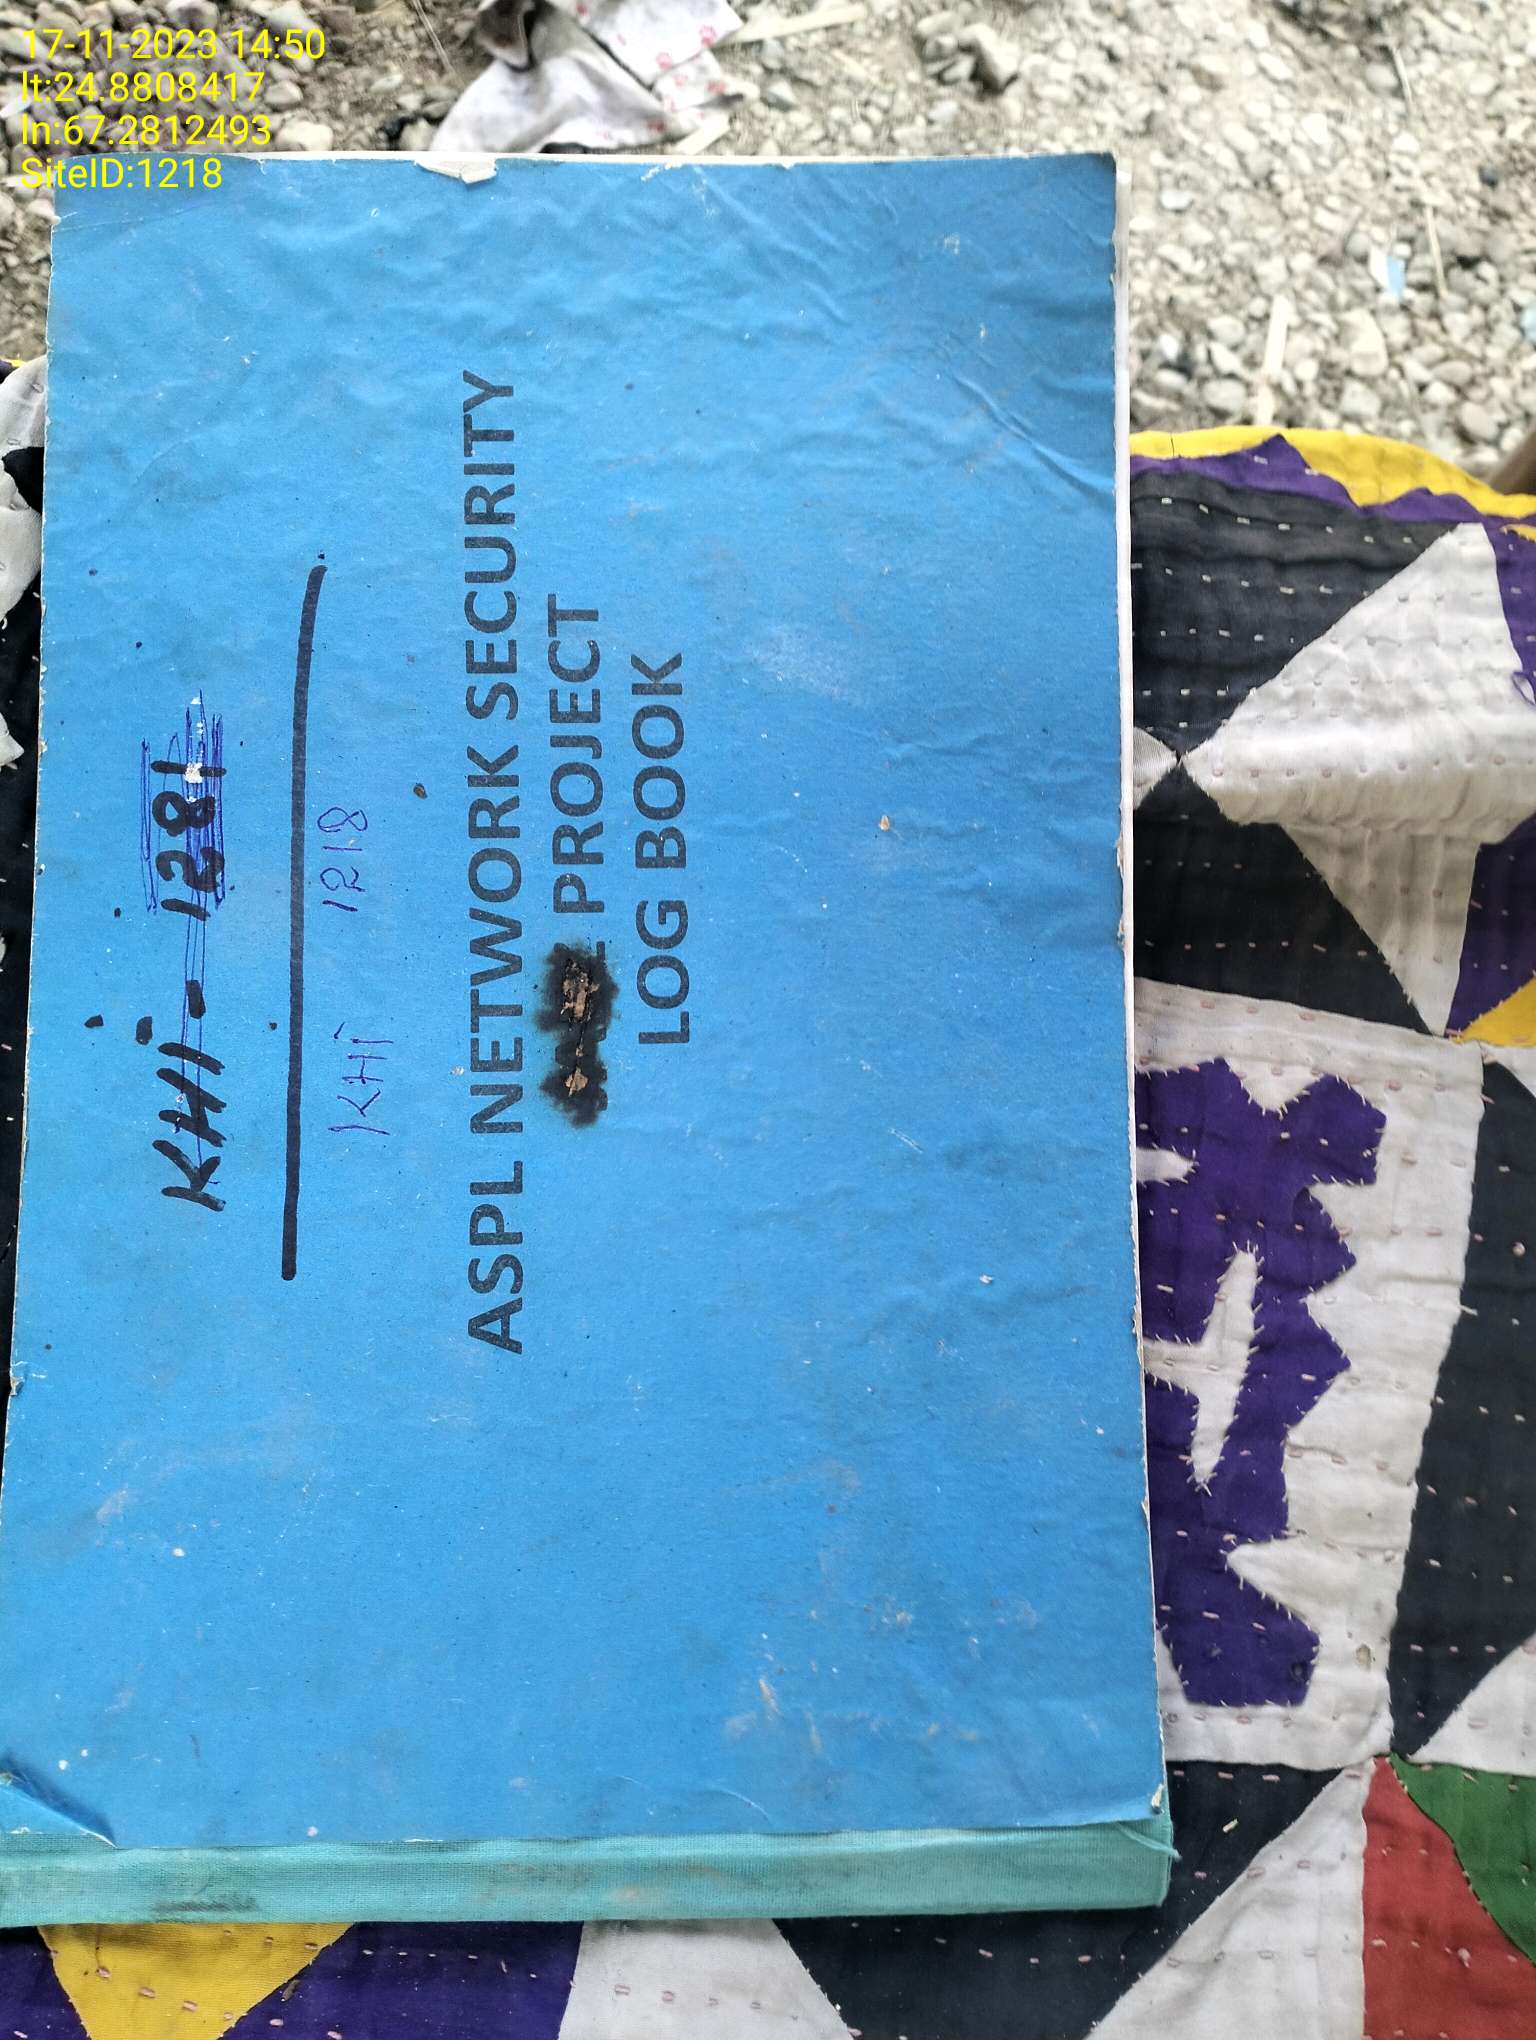 17-11-2023 14:50
lt:24.8808417
ln:67.2812493
SiteID:1218
KHi - 1281
KHi 1218
ASPL NETWORK SECURITY
PROJECT
LOG BOOK